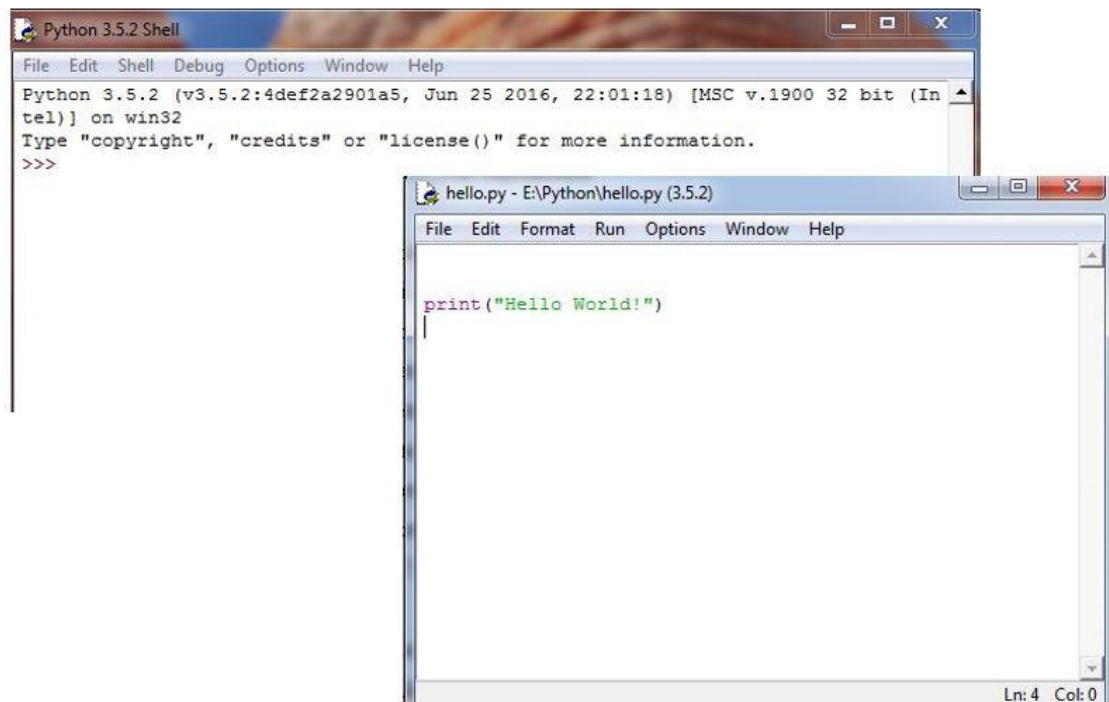 Python 3.5.2 Shell
File Edit Shell Debug Options Window Help
Python 3.5.2 (v3.5.2:4def2a2901a5, Jun 25 2016, 22:01:18) [MSC v.1900 32 bit (In
tel)] on win32
Type "copyright", "credits" or "license()" for more information.
>>>
hello.py - E:\Python\hello.py (3.5.2)
File Edit Format Run Options Window Help
print("Hello World!")
Ln: 4 Col: 0